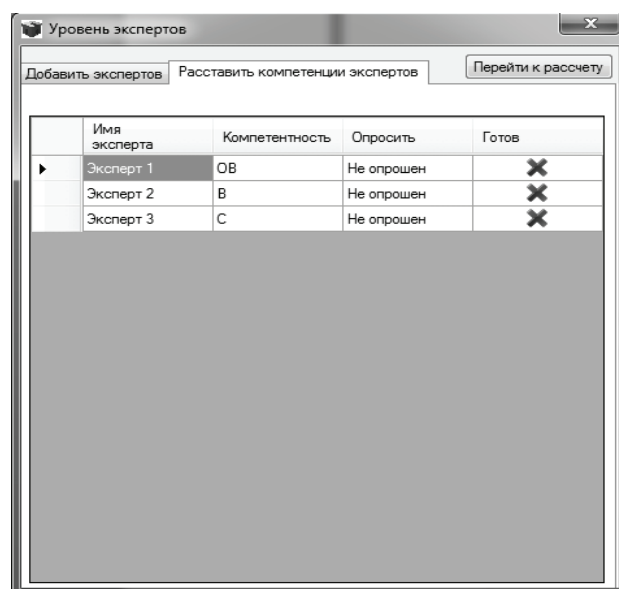 Уровень экспертов
Добавить экспертов Расставить компетенции экспертов Перейти к рассчету
Имя эксперта Компетентность Опросить Готов
Эксперт 1 ОВ Не опрошен
Эксперт 2 В Не опрошен
Эксперт 3 С Не опрошен